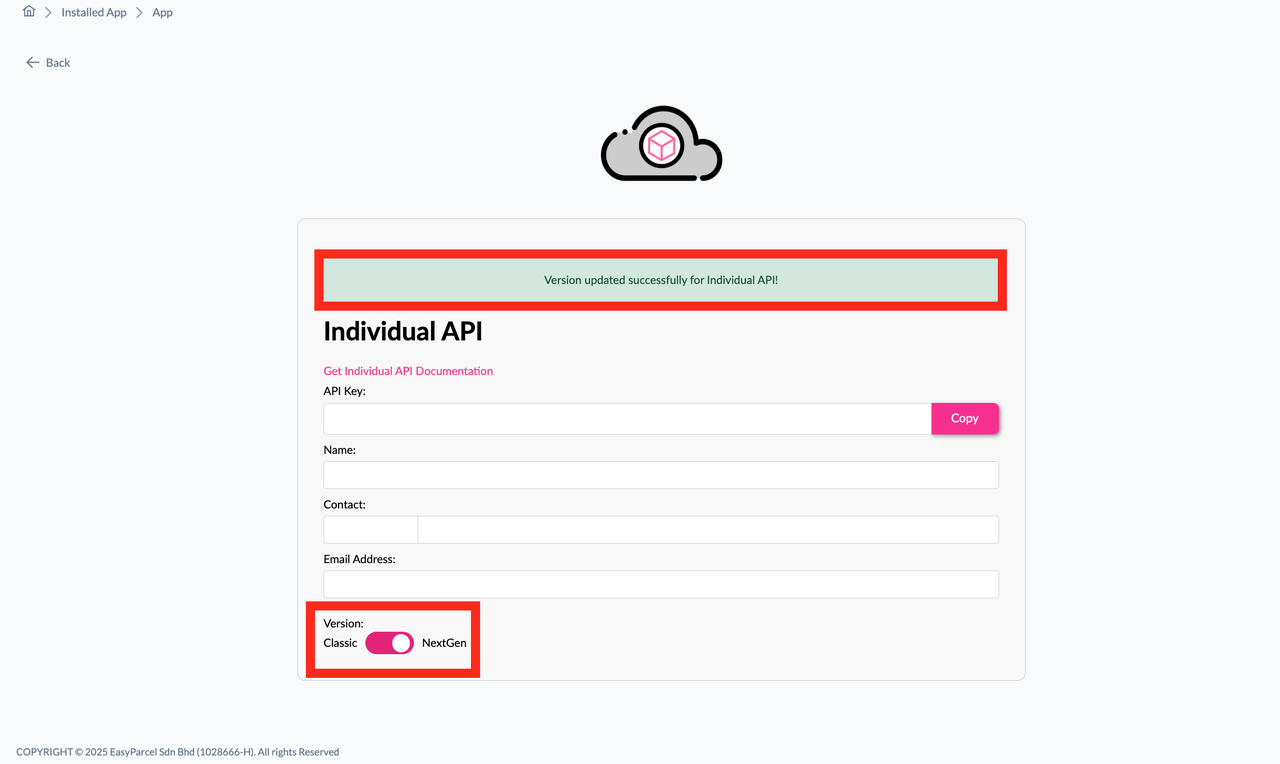 Installed App App
Back
Version updated successfully for Individual API!
Individual API
Get Individual API Documentation
API Key:
Copy
Name:
Contact:
Email Address:
Version:
Classic NextGen
COPYRIGHT © 2025 EasyParcel Sdn Bhd (1028666-H). All rights Reserved